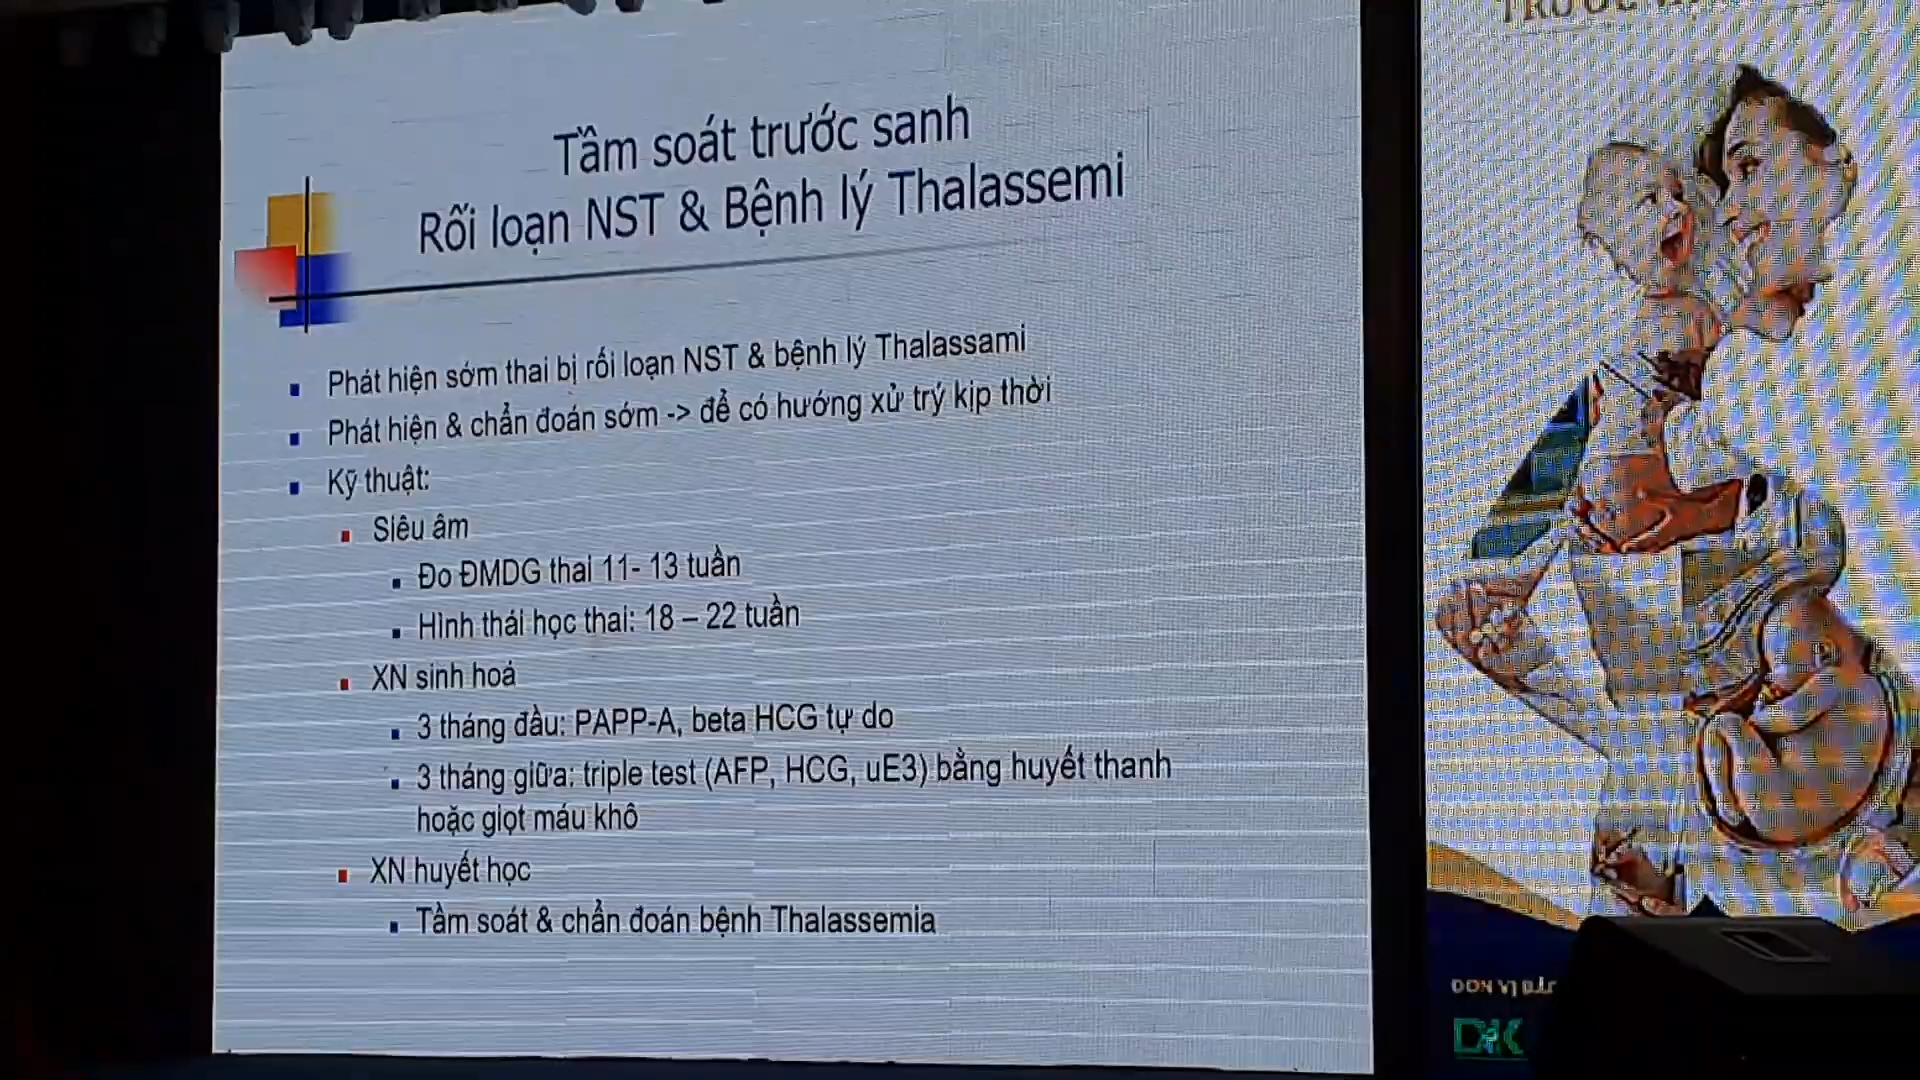 Tầm soát trước sanh
Rối loạn NST & Bệnh lý Thalassemi
Phát hiện sớm thai bị rối loạn NST & bệnh lý Thalassami
Phát hiện & chẩn đoán sớm -> để có hướng xử trý kịp thời
Kỹ thuật:
Siêu âm
Đo ĐMDG thai 11- 13 tuần
Hình thái học thai: 18 – 22 tuần
XN sinh hoá
3 tháng đầu: PAPP-A, beta HCG tự do
3 tháng giữa: triple test (AFP, HCG, uE3) bằng huyết thanh
hoặc giọt máu khô
XN huyết học
Tầm soát & chẩn đoán bệnh Thalassemia
ĐƠN VỊ